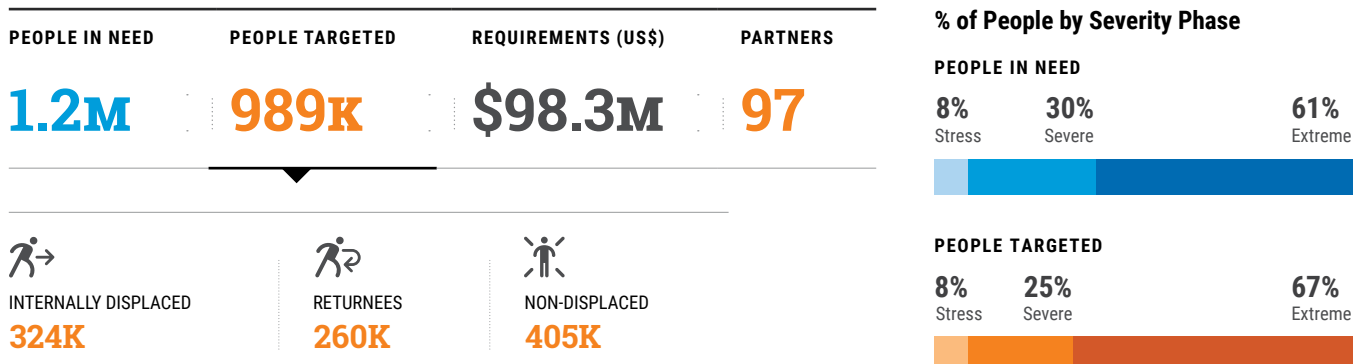 PEOPLE IN NEED PEOPLE TARGETED REQUIREMENTS (US$) PARTNERS
1.2M 989K $98.3M 97
INTERNALLY DISPLACED RETURNEES NON-DISPLACED
324K 260K 405K
% of People by Severity Phase
PEOPLE IN NEED
8% 30% 61%
Stress Severe Extreme
PEOPLE TARGETED
8% 25% 67%
Stress Severe Extreme